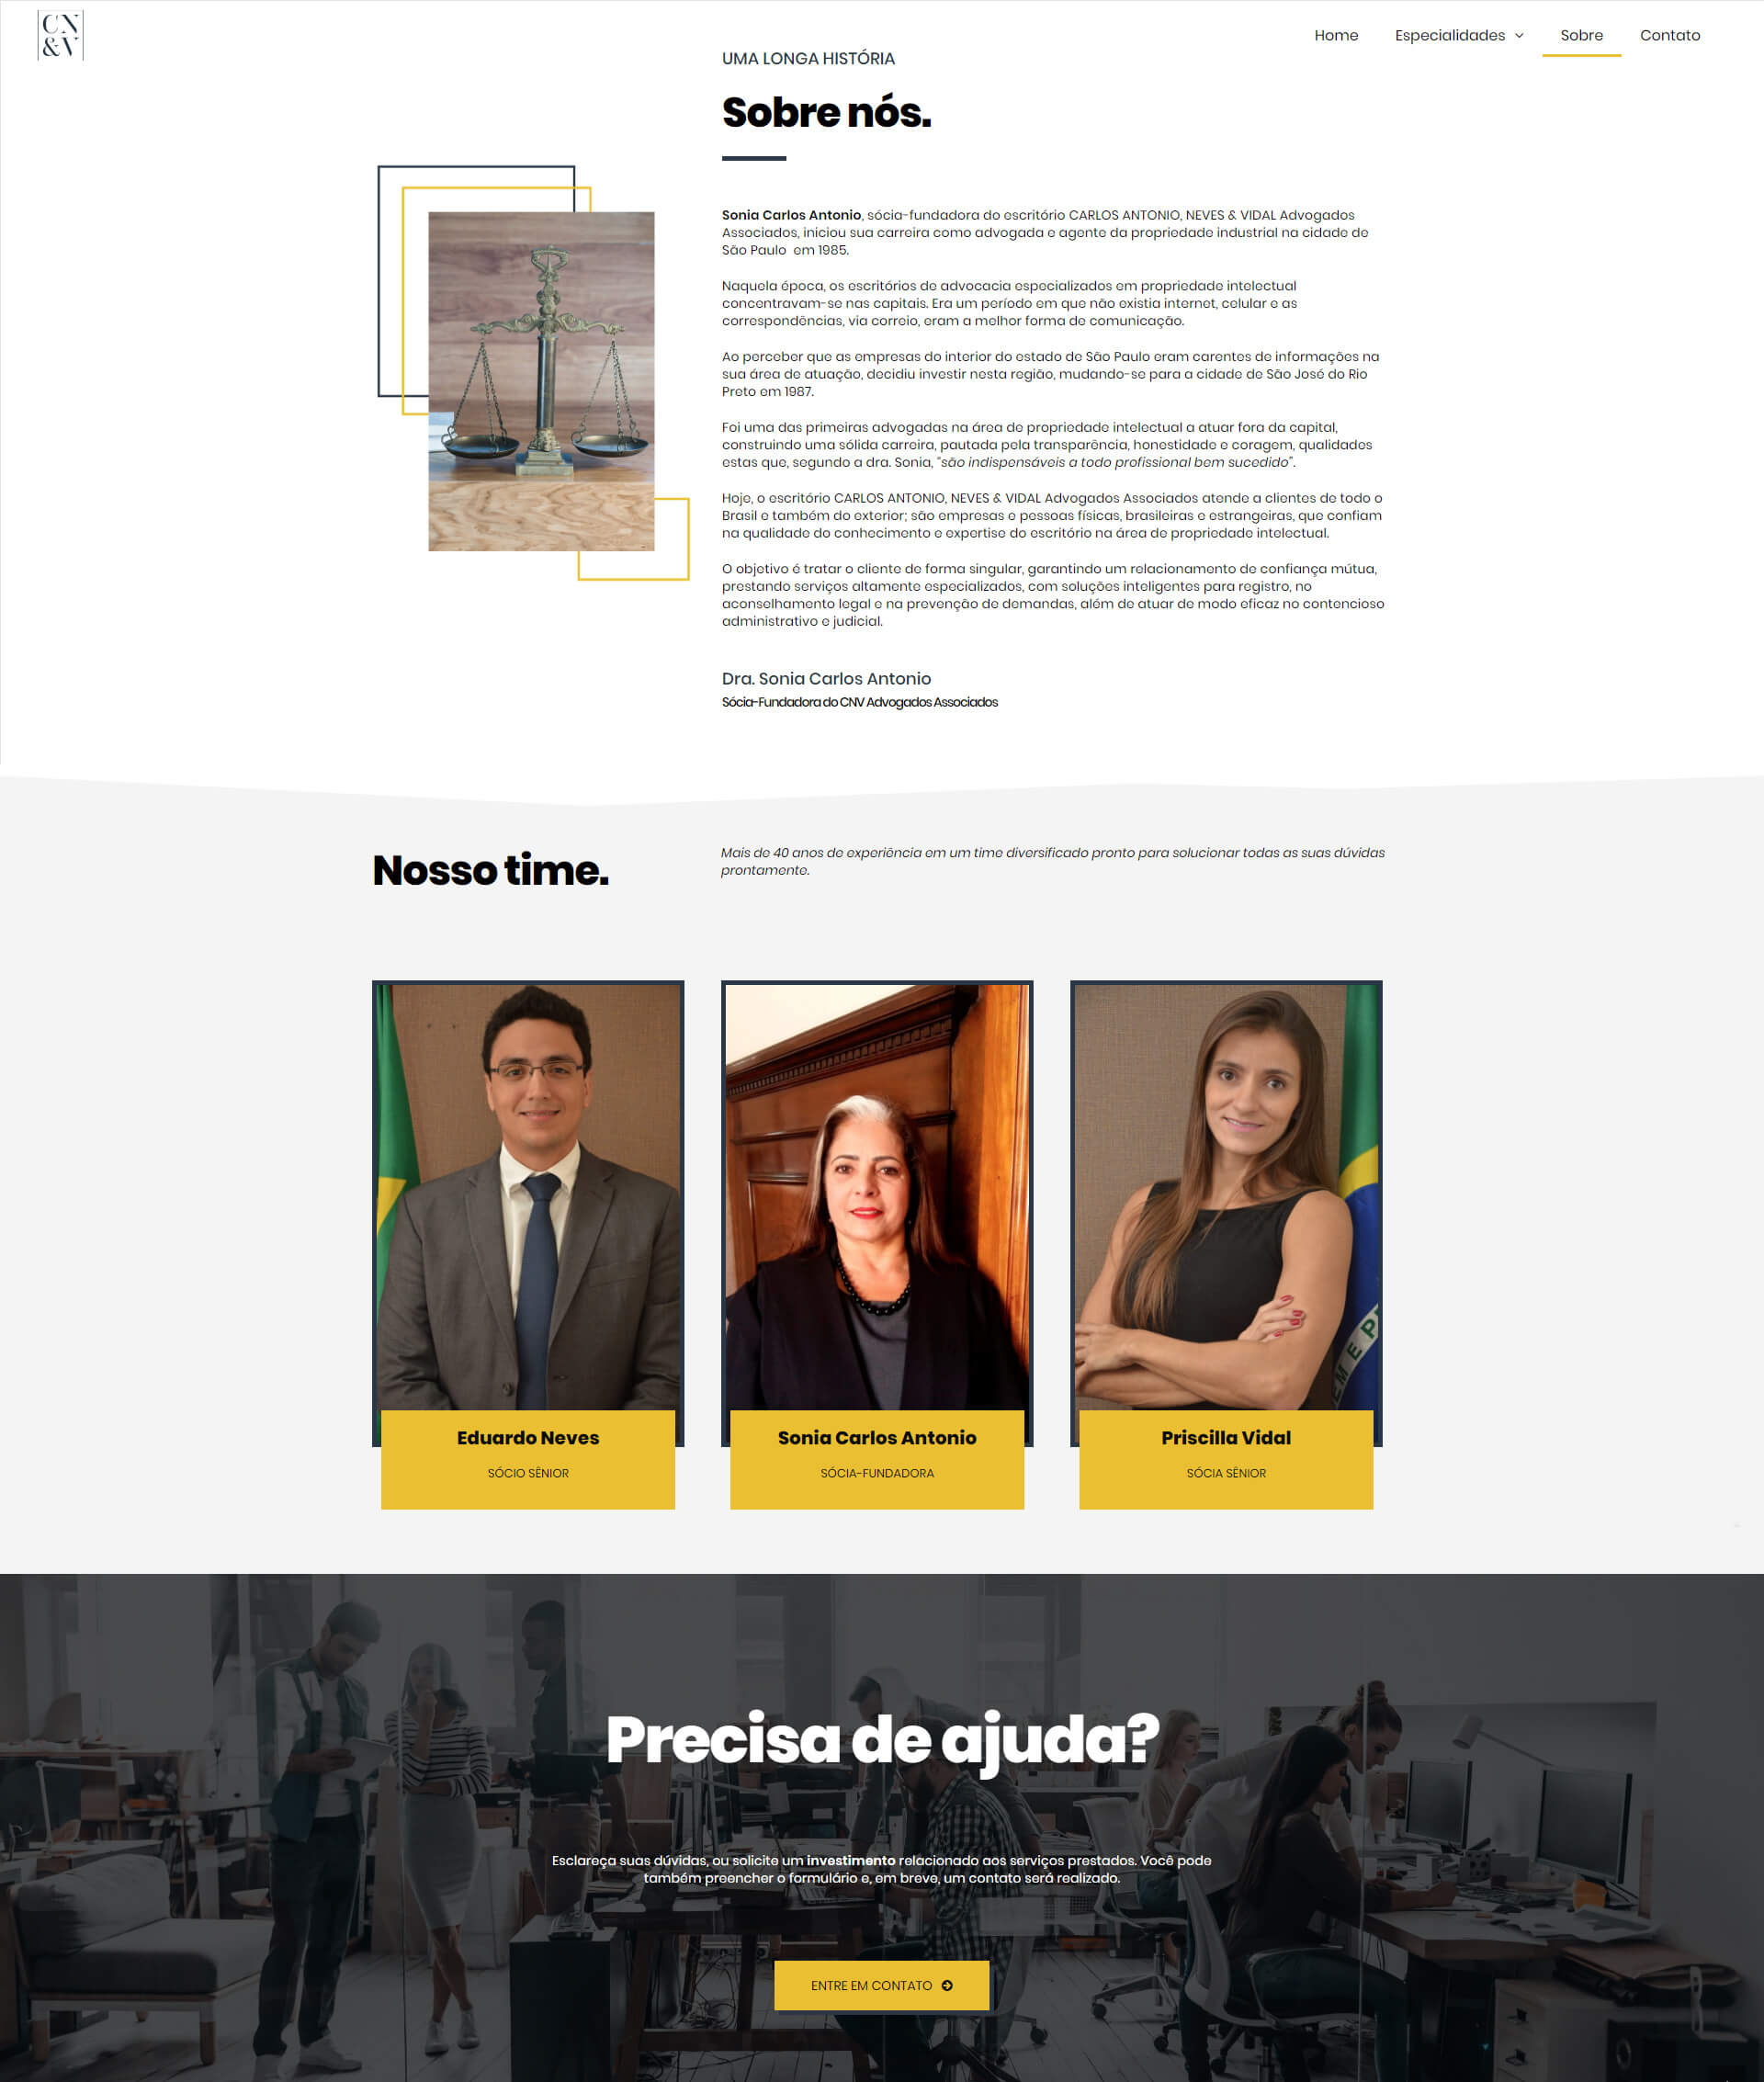 CN
&V
Home
Especialidades
Sobre
Contato
UMA LONGA HISTÓRIA
Sobre nós.
Sonia Carlos Antonio, sócia-fundadora do escritório CARLOS ANTONIO, NEVES & VIDAL Advogados
Associados, iniciou sua carreira como advogada e agente da propriedade industrial na cidade de
São Paulo em 1985.
Naquela época, os escritórios de advocacia especializados em propriedade intelectual
concentravam-se nas capitais. Era um período em que não existia internet, celular e as
correspondências, via correio, eram a melhor forma de comunicação.
Ao perceber que as empresas do interior do estado de São Paulo eram carentes de informações na
sua área de atuação, decidiu investir nesta região, mudando-se para a cidade de São José do Rio
Preto em 1987.
Foi uma das primeiras advogadas na área de propriedade intelectual a atuar fora da capital,
construindo uma sólida carreira, pautada pela transparência, honestidade e coragem, qualidades
estas que, segundo a dra. Sonia, "são indispensáveis a todo profissional bem sucedido".
Hoje, o escritório CARLOS ANTONIO, NEVES & VIDAL Advogados Associados atende a clientes de todo o
Brasil e também do exterior; são empresas e pessoas físicas, brasileiras e estrangeiras, que confiam
na qualidade do conhecimento e expertise do escritório na área de propriedade intelectual.
O objetivo é tratar o cliente de forma singular, garantindo um relacionamento de confiança mútua,
prestando serviços altamente especializados, com soluções inteligentes para registro, no
aconselhamento legal e na prevenção de demandas, além de atuar de modo eficaz no contencioso
administrativo e judicial.
Dra. Sonia Carlos Antonio
Sócia-Fundadora do CNV Advogados Associados
Nosso time.
Mais de 40 anos de experiência em um time diversificado pronto para solucionar todas as suas dúvidas
prontamente.
EM E P
Eduardo Neves
SÓCIO SÊNIOR
Sonia Carlos Antonio
SÓCIA-FUNDADORA
Priscilla Vidal
SÓCIA SÊNIOR
Precisa de ajuda?
Esclareça suas dúvidas, ou solicite um investimento relacionado aos serviços prestados. Você pode
também preencher o formulário e, em breve, um contato será realizado.
ENTRE EM CONTATO